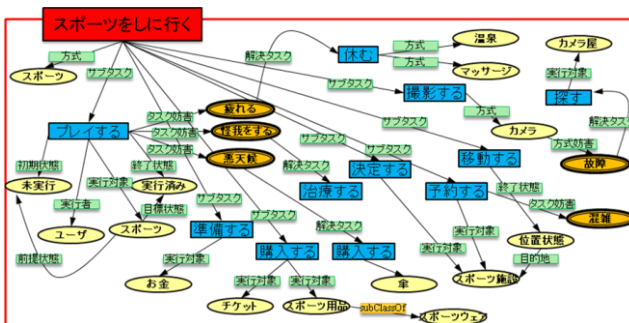 スポーツをしに行く
方式
スポーツ
サブタスク
解決タスク
休む
方式
温泉
方式
マッサージ
カメラ屋
実行対象
探す
サブタスク
撮影する
方式
カメラ
方式妨害
解決タスク
故障
疲れる
タスク妨害
プレイする
タスク妨害
怪我をする
タスク妨害
悪天候
サブタスク
サブタスク
サブタスク
決定する
移動する
初期状態
終了状態
解決タスク
未実行
実行対象
実行済み
サブタスク
治療する
予約する
終了状態
タスク妨害
混雑
実行者
スポーツ
目標状態
ユーザ
準備する
サブタスク
解決タスク
購入する
購入する
実行対象
実行対象
位置状態
前提状態
実行対象
実行対象
実行対象
目的地
お金
傘
スポーツ施設
チケット
スポーツ用品
subClassOf
スポーツウェア